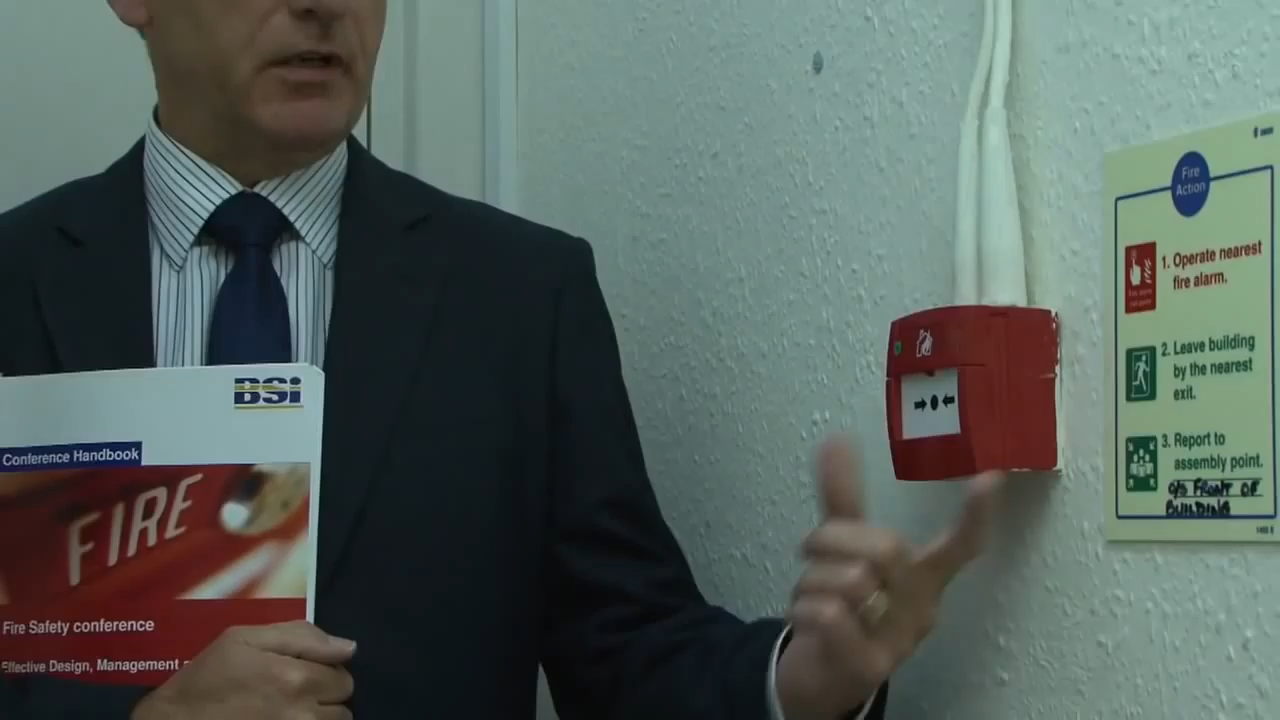 BSi
Conference Handbook
FIRE
Fire Safety conference
Effective Design, Management
Fire
Action
1. Operate nearest
fire alarm.
2. Leave building
by the nearest
exit.
3. Report to
assembly point.
O/S FRONT OF
BUILDING